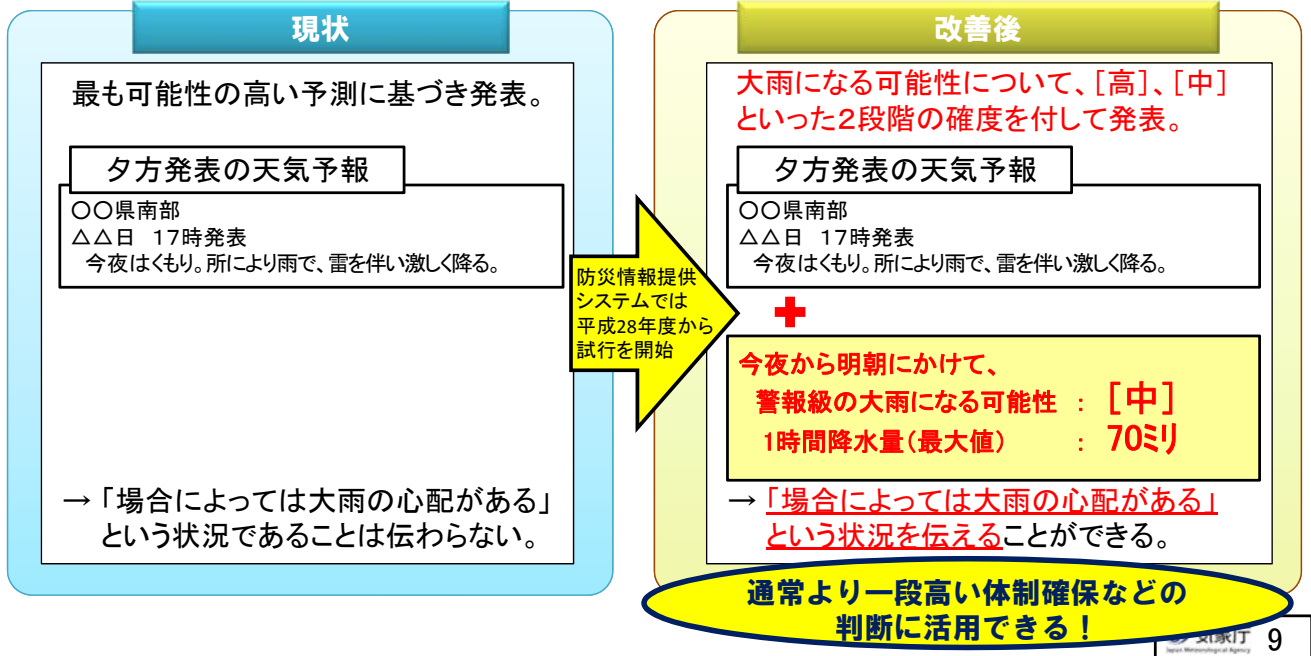 現状
最も可能性の高い予測に基づき発表。
夕方発表の天気予報
〇〇県南部
△△日　17時発表
今夜はくもり。所により雨で、雷を伴い激しく降る。
→「場合によっては大雨の心配がある」
という状況であることは伝わらない。
防災情報提供
システムでは
平成28年度から
試行を開始
改善後
大雨になる可能性について、[高]、[中]
といった2段階の確度を付して発表。
夕方発表の天気予報
〇〇県南部
△△日　17時発表
今夜はくもり。所により雨で、雷を伴い激しく降る。
+
今夜から明朝にかけて、
警報級の大雨になる可能性 : [中]
1時間降水量(最大値) : 70ミリ
→「場合によっては大雨の心配がある」
という状況を伝えることができる。
通常より一段高い体制確保などの
判断に活用できる！
気象庁
Japan Meteorological Agency
9